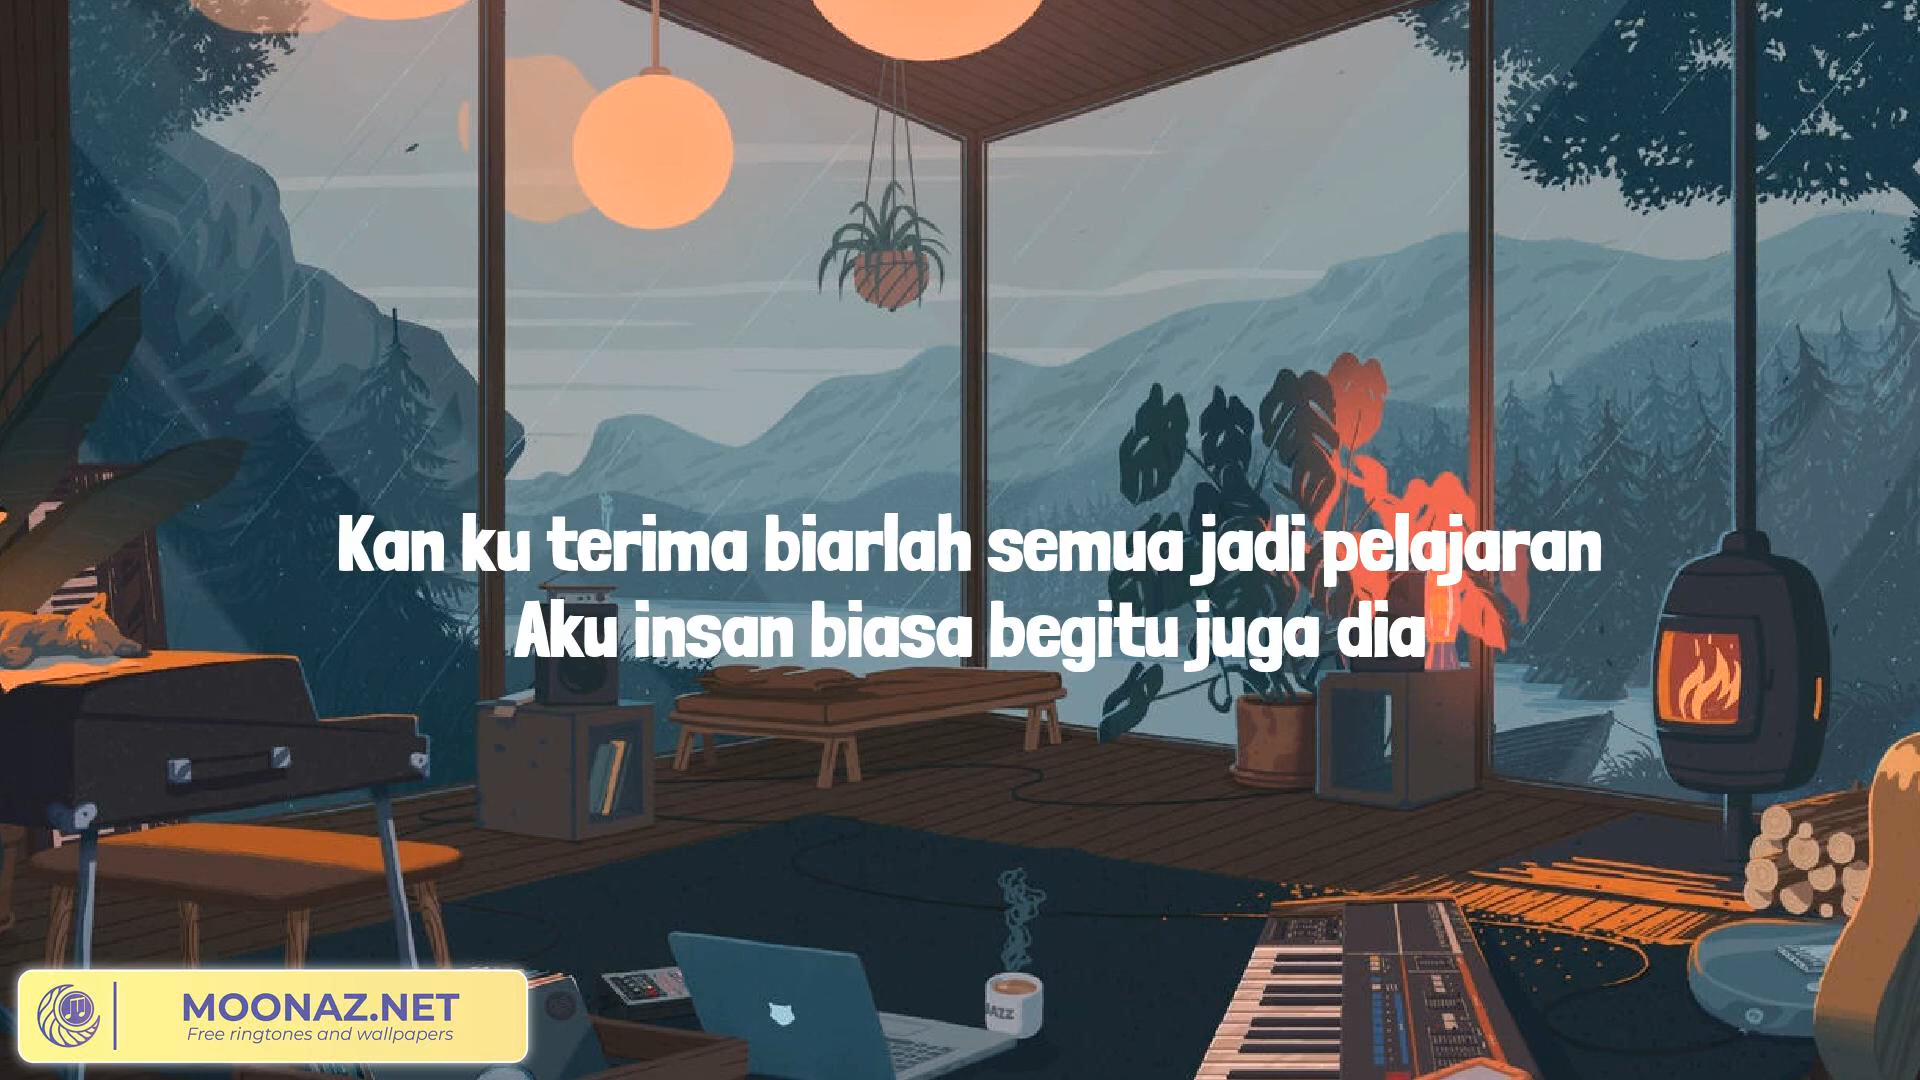 Kan ku terima biarlah semua jadi pelajaran
Aku insan biasa begitu juga dia
MOONAZ.NET
Free ringtones and wallpapers
JAZZ